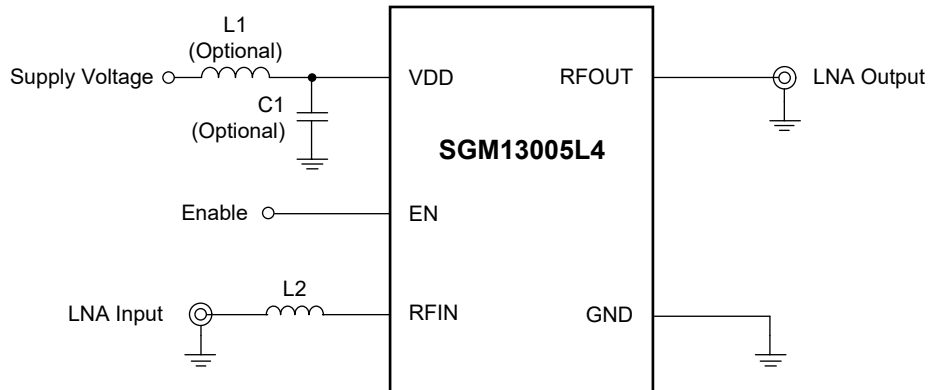 L1
(Optional)
Supply Voltage
VDD
RFOUT
LNA Output
C1
(Optional)
SGM13005L4
Enable
EN
L2
LNA Input
RFIN
GND